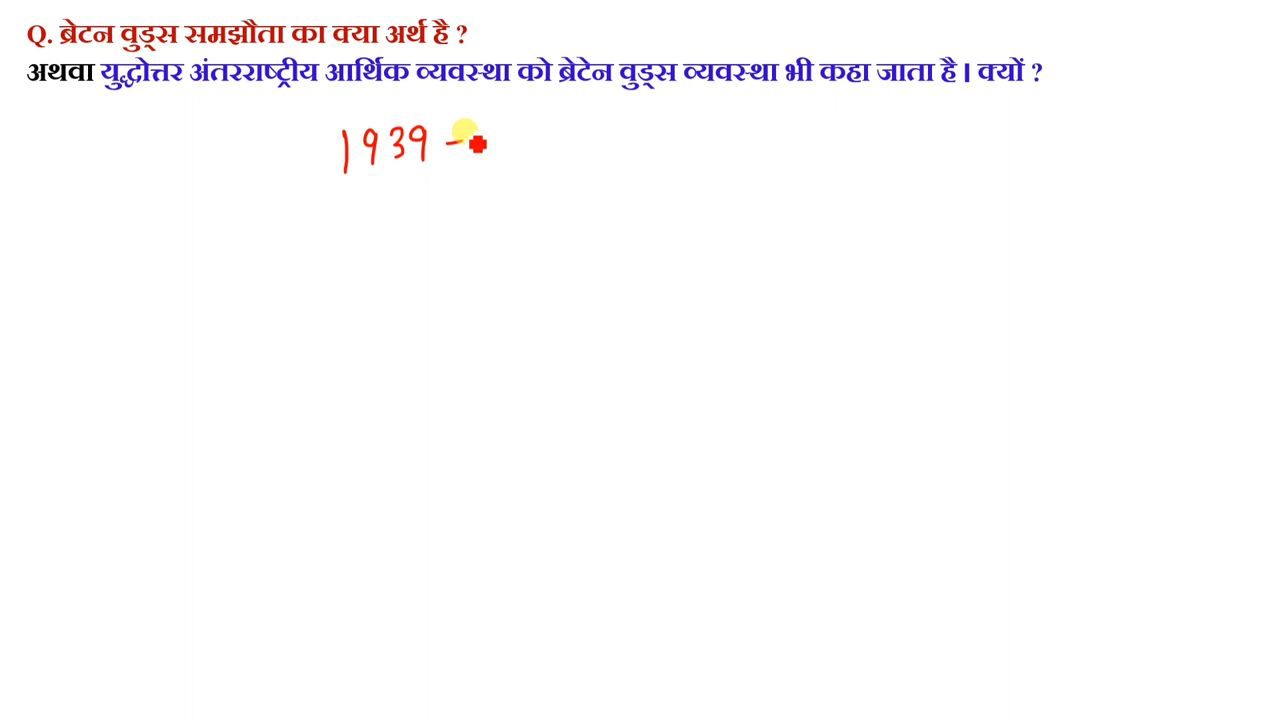 Q. ब्रेटन वुड्स समझौता का क्या अर्थ है ?
अथवा युद्धोत्तर अंतरराष्ट्रीय आर्थिक व्यवस्था को ब्रेटेन वुड्स व्यवस्था भी कहा जाता है । क्यों ?
1939 -